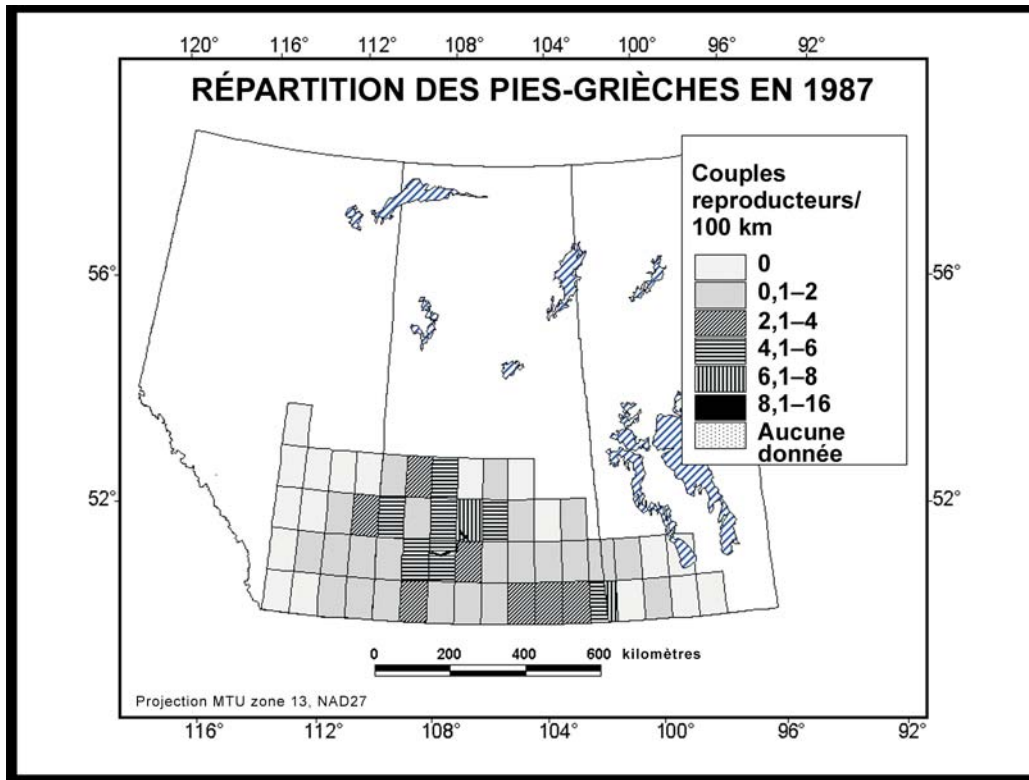 120° 116° 112° 108° 104° 100° 96° 92°
RÉPARTITION DES PIES-GRIÈCHES EN 1987
Couples
reproducteurs/
100 km
0
0,1–2
2,1–4
4,1–6
6,1–8
8,1–16
Aucune
donnée
56° 56°
52° 52°
0 200 400 600 kilomètres
Projection MTU zone 13, NAD27
116° 112° 108° 104° 100° 96° 92°